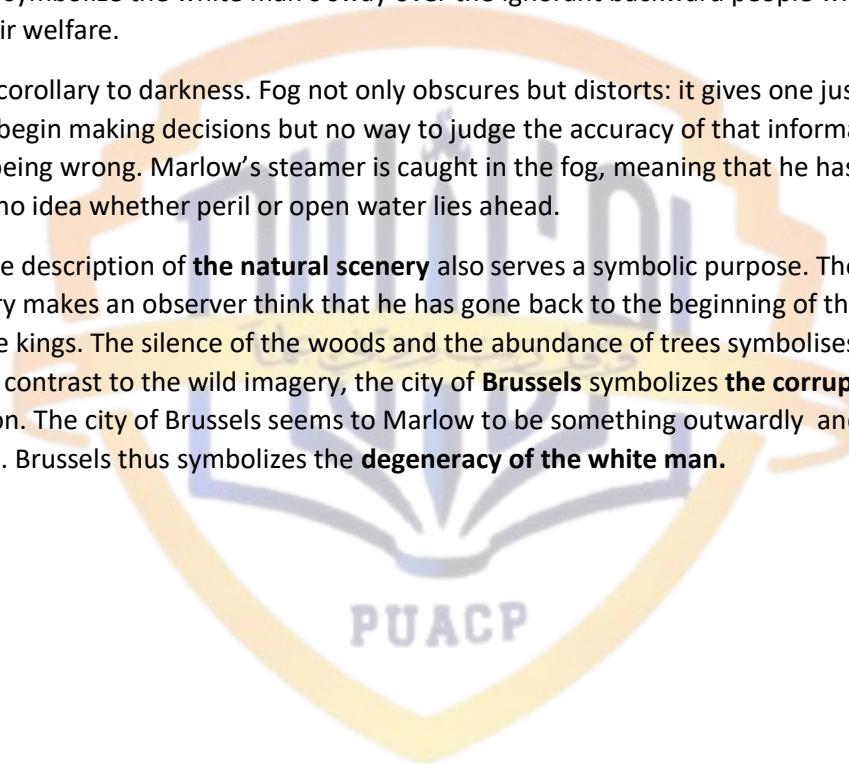 symbolize the white man's sway over the ignorant backward people
ir welfare.
corollary to darkness. Fog not only obscures but distorts: it gives one jus
begin making decisions but no way to judge the accuracy of that informa
being wrong. Marlow's steamer is caught in the fog, meaning that he has
no idea whether peril or open water lies ahead.
e description of the natural scenery also serves a symbolic purpose. The
ry makes an observer think that he has gone back to the beginning of th
e kings. The silence of the woods and the abundance of trees symbolises
contrast to the wild imagery, the city of Brussels symbolizes the corrup
on. The city of Brussels seems to Marlow to be something outwardly and
. Brussels thus symbolizes the degeneracy of the white man.
PUACP